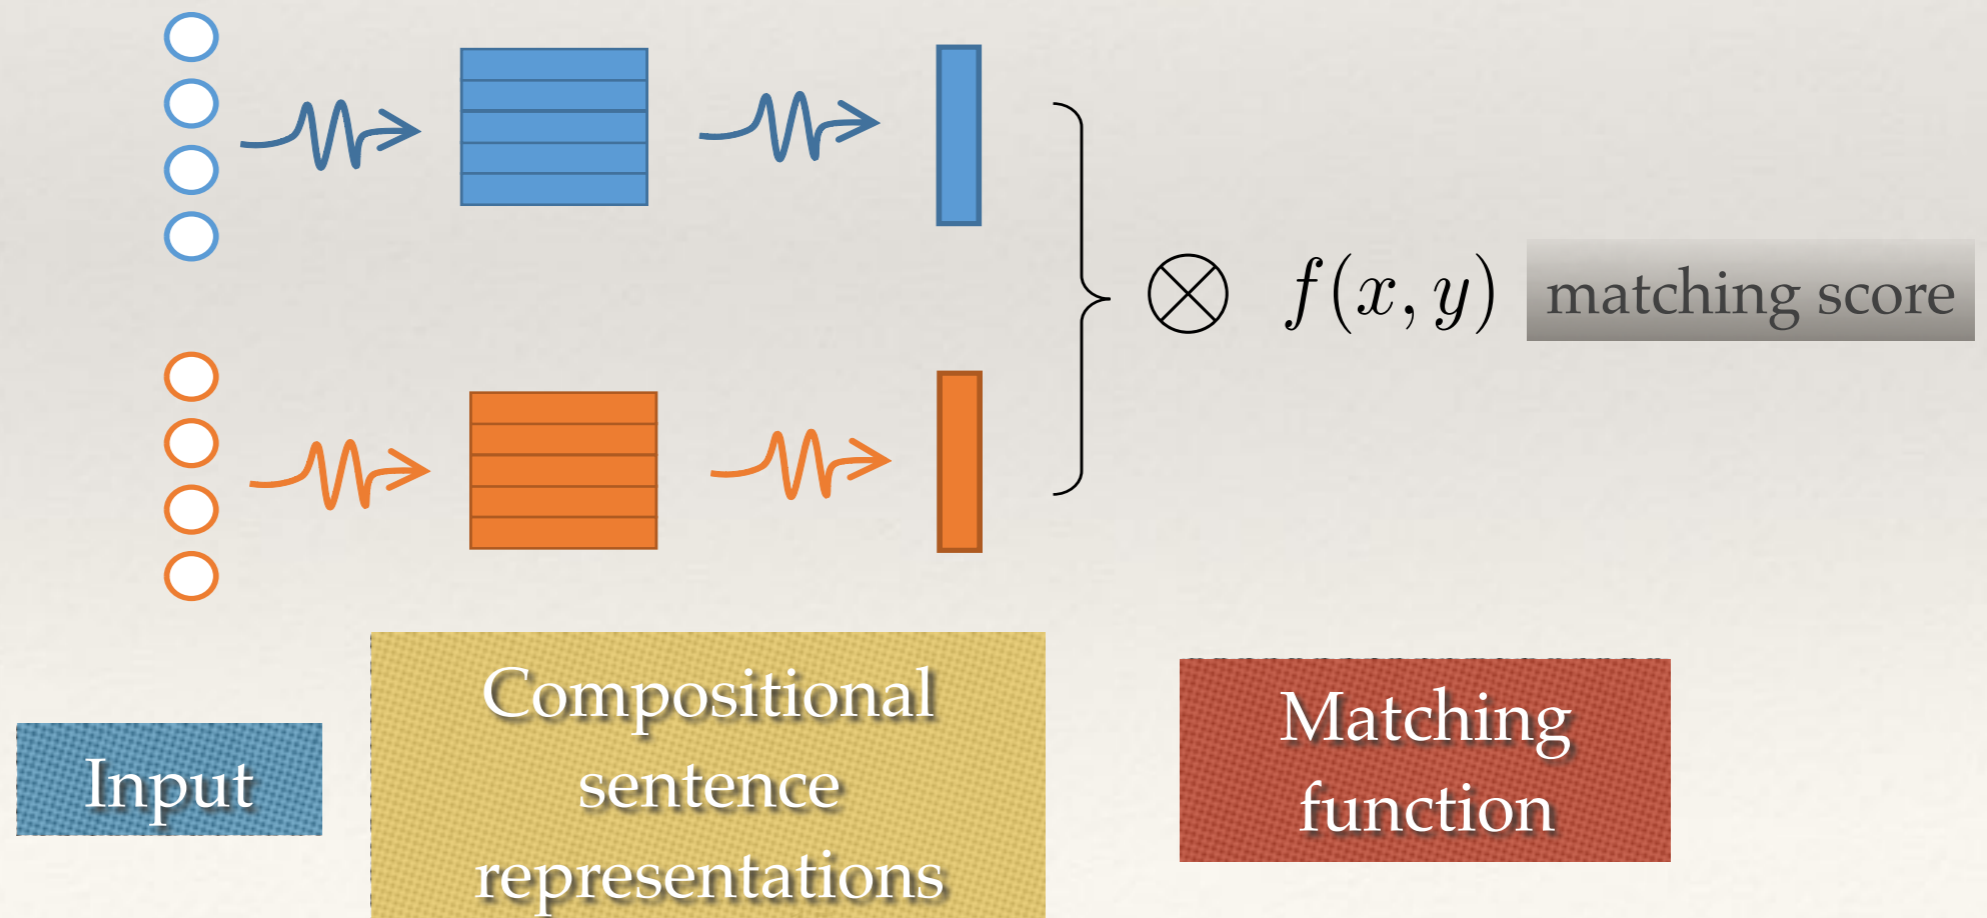 ⊗ f(x, y) matching score
Input
Compositional
sentence
representations
Matching
function